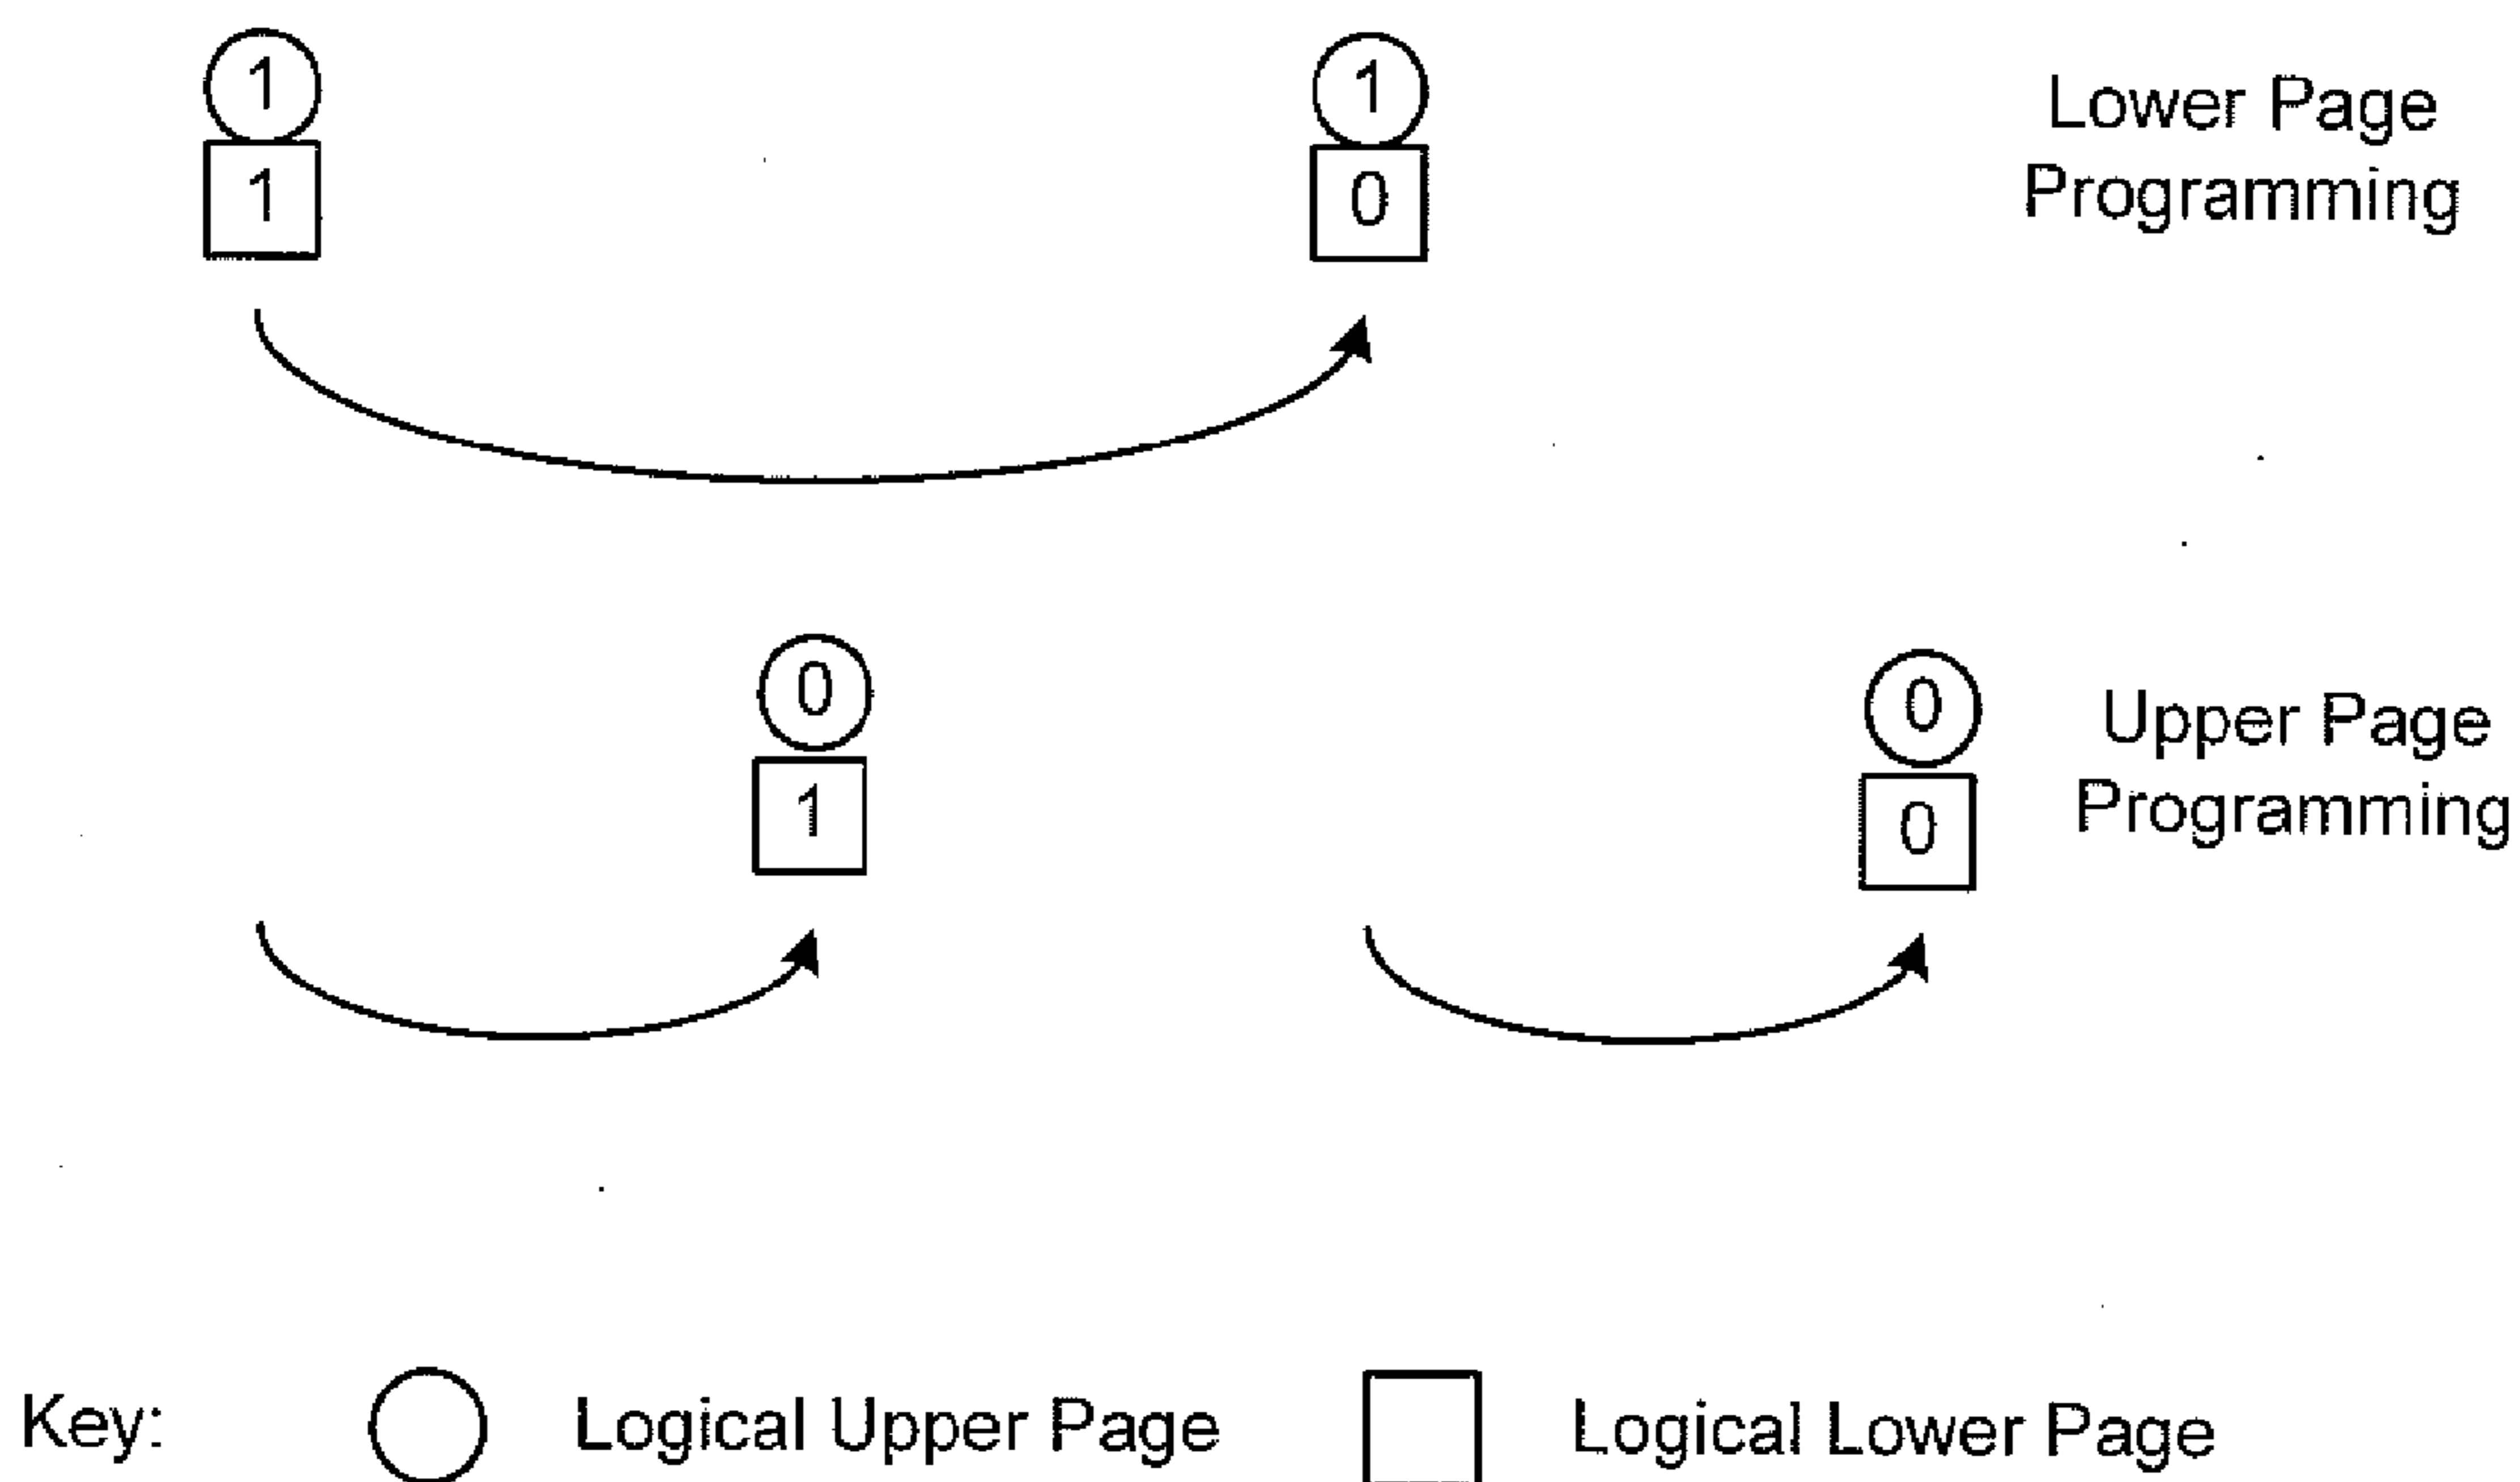 1 1 Lower Page
1 0 Programming
0 0 Upper Page
1 0 Programming
Key: Logical Upper Page Logical Lower Page